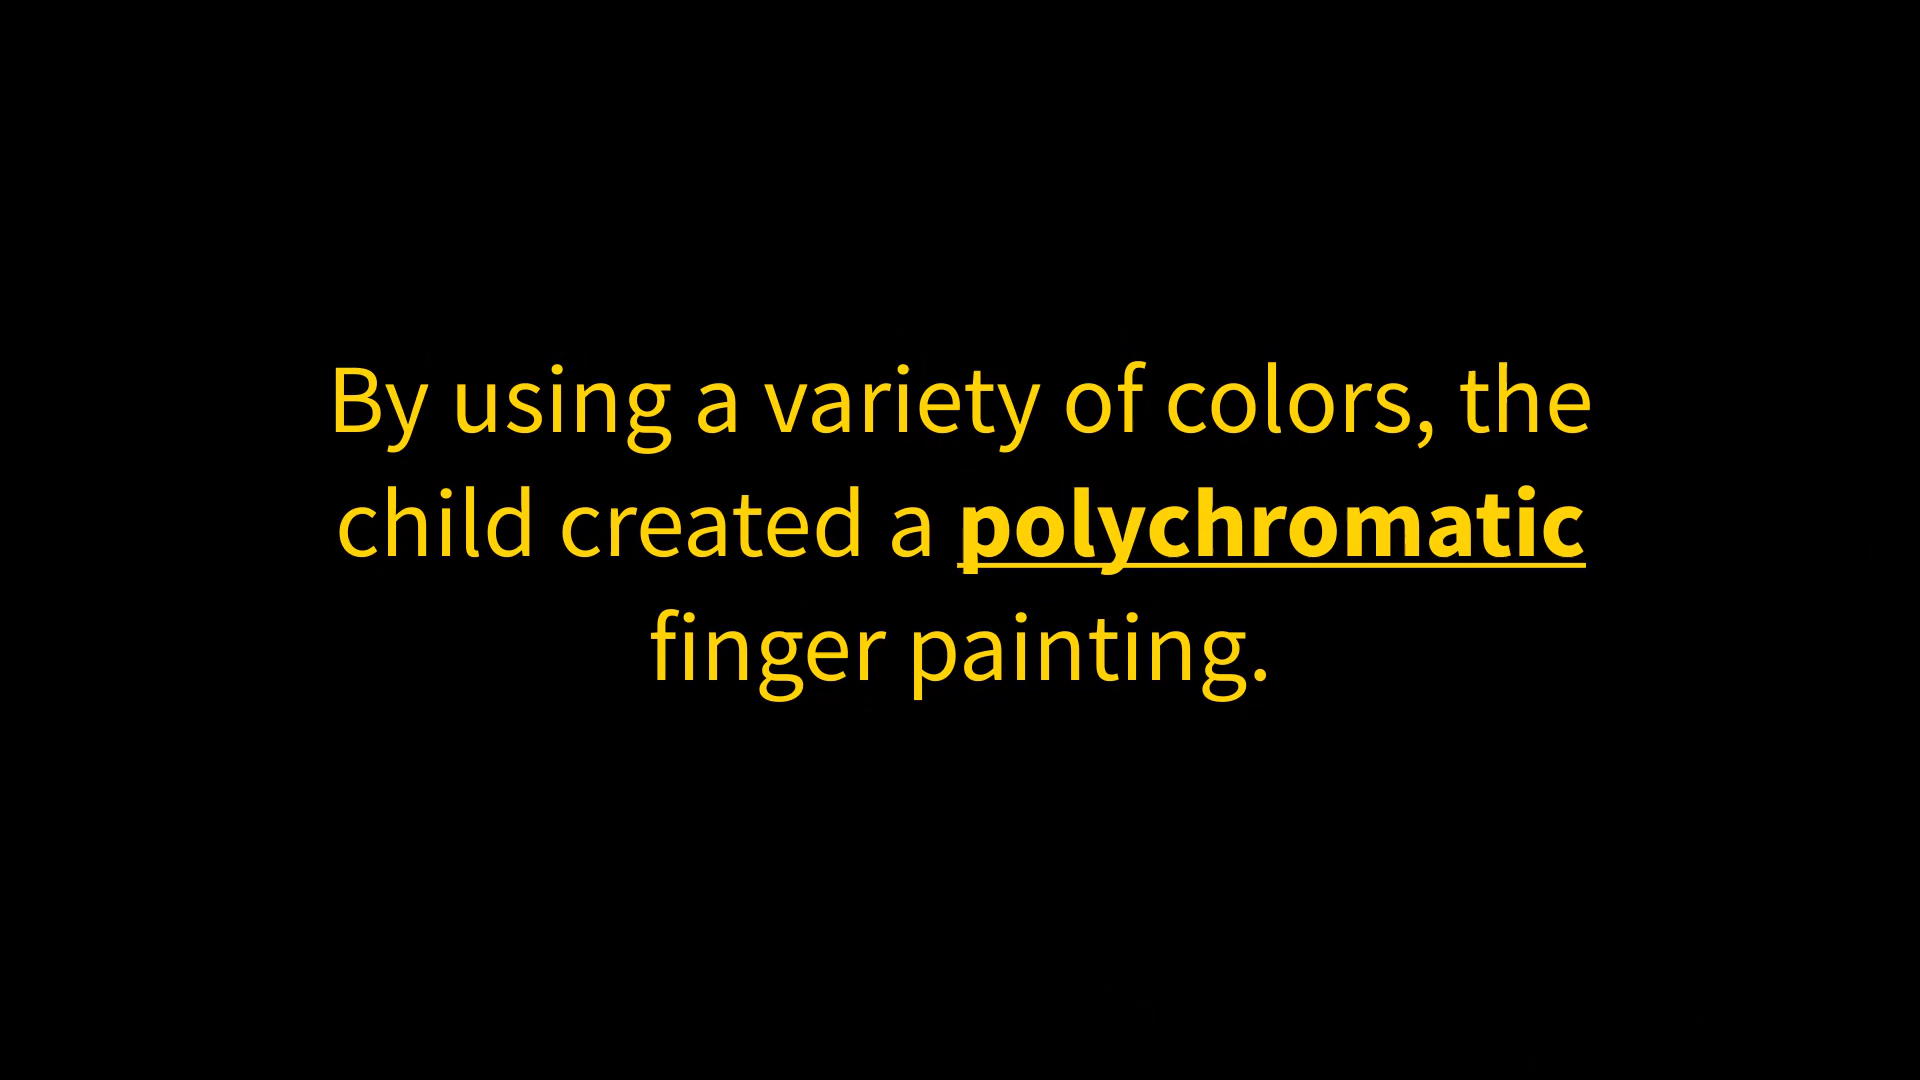 By using a variety of colors, the
child created a polychromatic
finger painting.